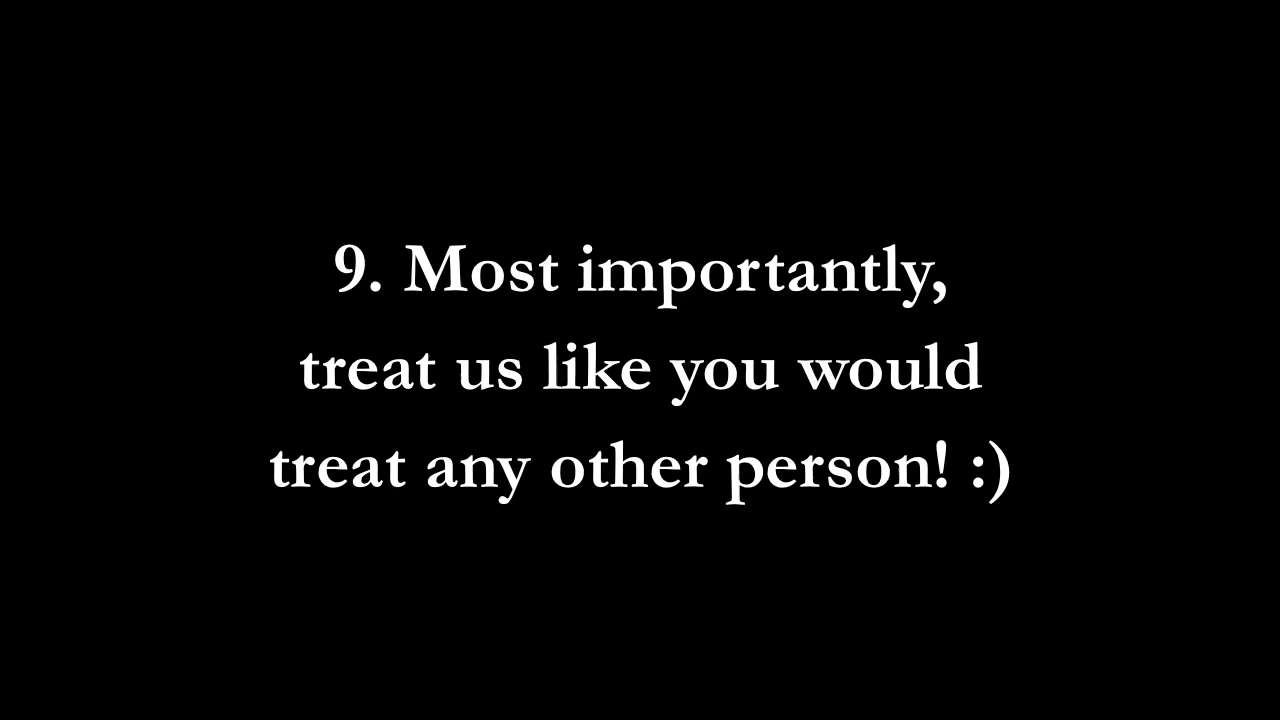 9. Most importantly,
treat us like you would
treat any other person! :)